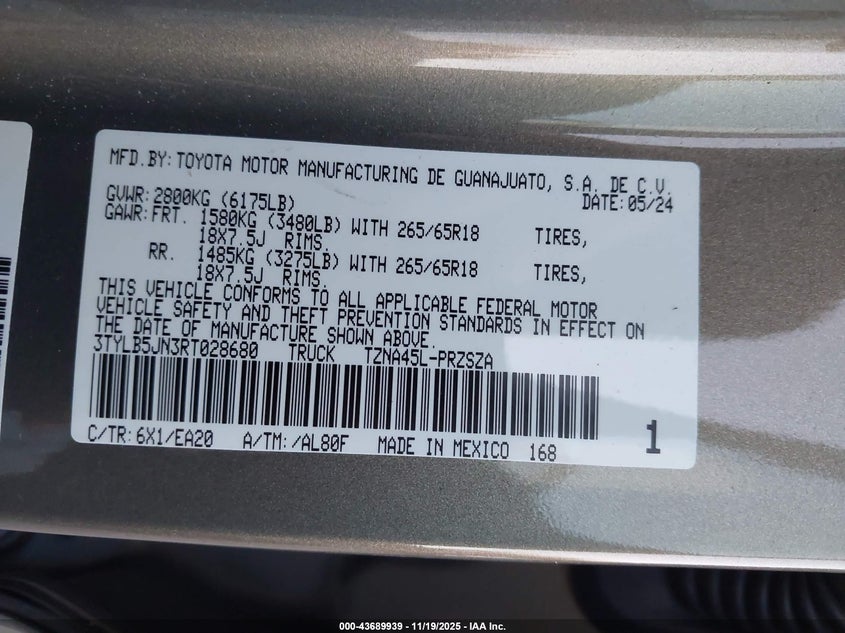 MFD.BY:TOYOTA MOTOR MANUFACTURING DE GUANAJUATO, S.A. DE C.V.
GVWR:2800KG (6175LB) DATE:05/24
GAWR:FRT. 1580KG (3480LB) WITH 265/65R18 TIRES,
18X7.5J RIMS.
RR. 1485KG (3275LB) WITH 265/65R18 TIRES,
18X7.5J RIMS.
THIS VEHICLE CONFORMS TO ALL APPLICABLE FEDERAL MOTOR
VEHICLE SAFETY AND THEFT PREVENTION STANDARDS IN EFFECT ON
THE DATE OF MANUFACTURE SHOWN ABOVE.
3TYLB5JN3RT028680 TRUCK TZNA45L-PRZSZA
C/TR:6X1/EA20 A/TM:/AL80F MADE IN MEXICO 168 1
000-43689939 - 11/19/2025 - IAA Inc.